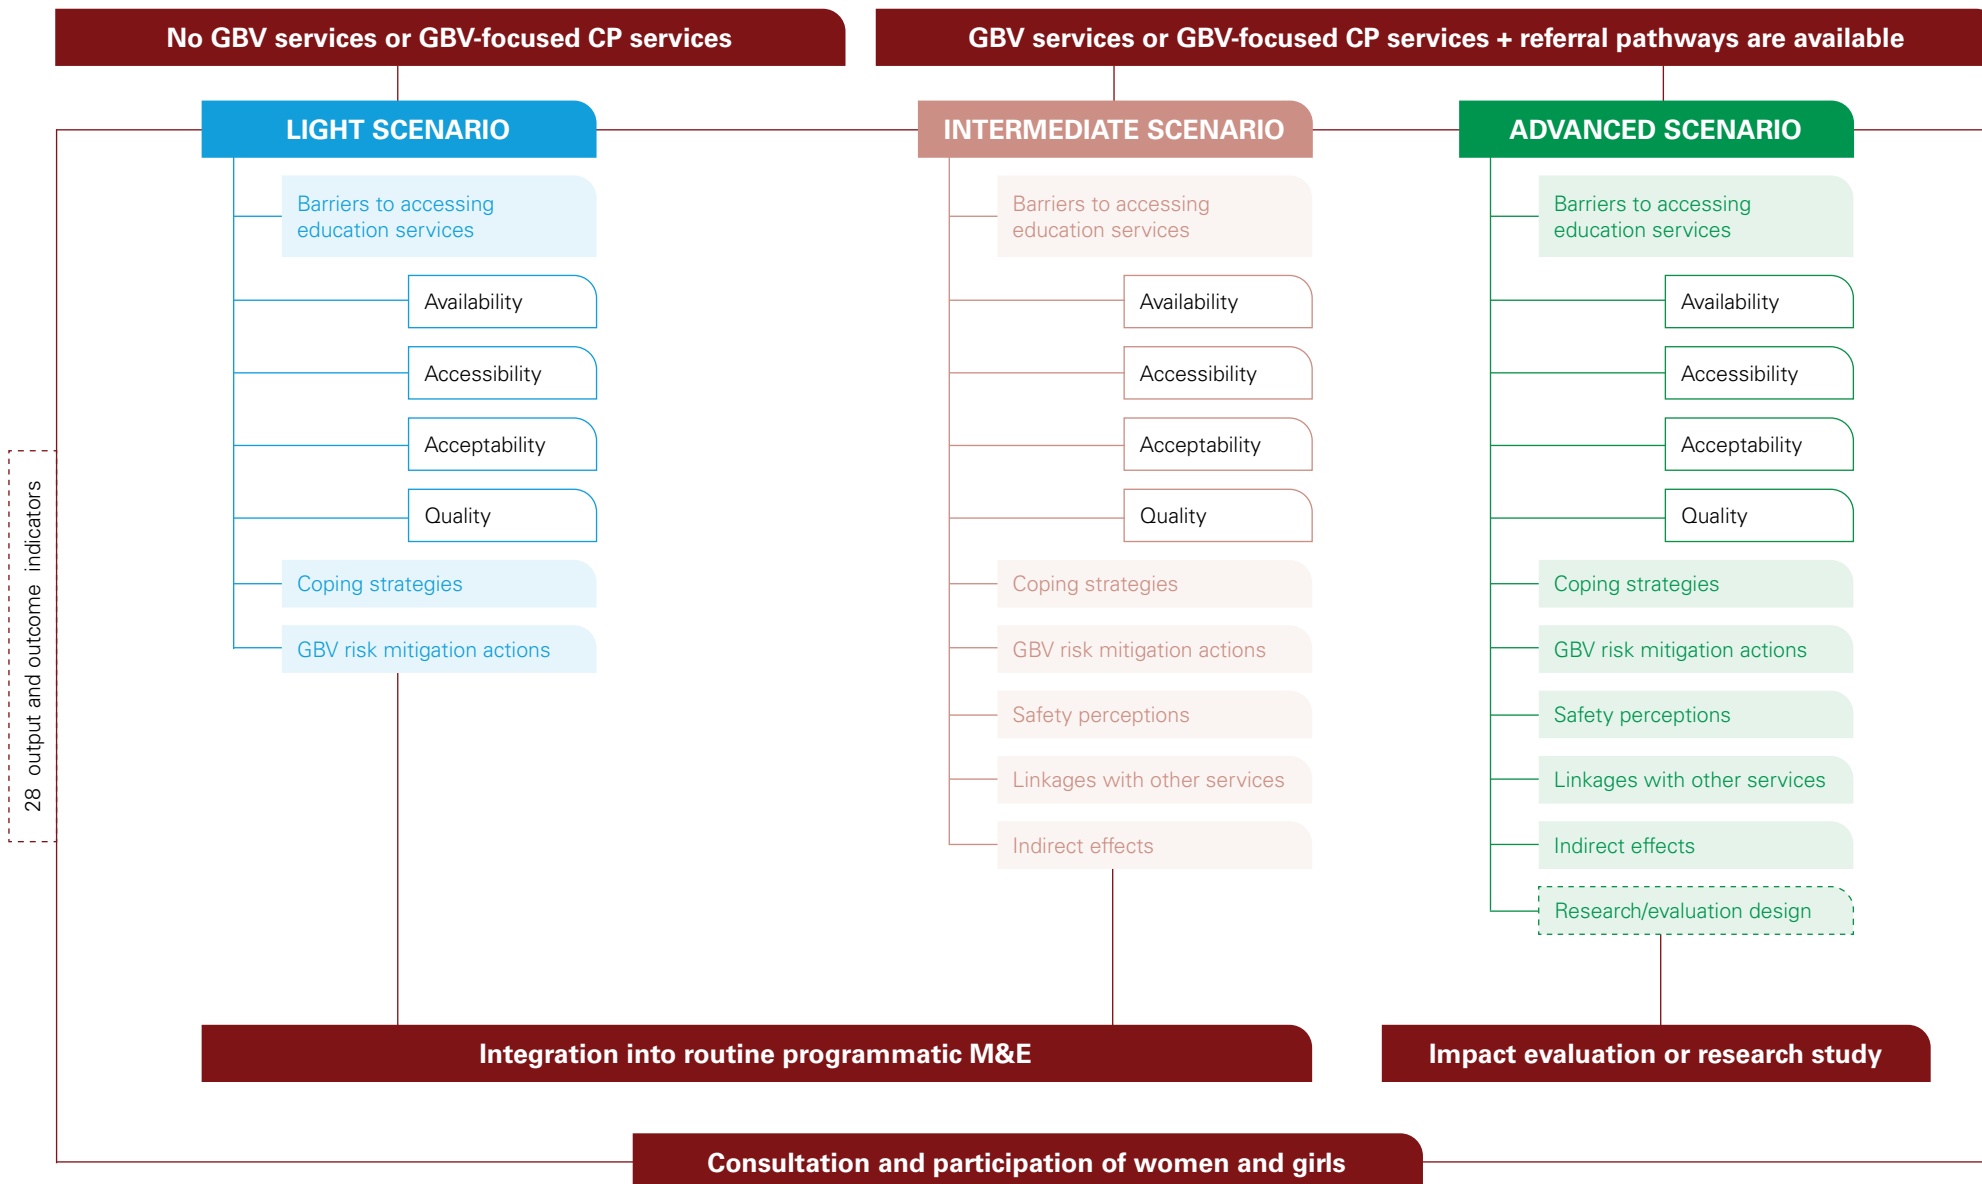 No GBV services or GBV-focused CP services
GBV services or GBV-focused CP services + referral pathways are available
LIGHT SCENARIO
Barriers to accessing
education services
Availability
Accessibility
Acceptability
Quality
Coping strategies
GBV risk mitigation actions
INTERMEDIATE SCENARIO
Barriers to accessing
education services
Availability
Accessibility
Acceptability
Quality
Coping strategies
GBV risk mitigation actions
Safety perceptions
Linkages with other services
Indirect effects
ADVANCED SCENARIO
Barriers to accessing
education services
Availability
Accessibility
Acceptability
Quality
Coping strategies
GBV risk mitigation actions
Safety perceptions
Linkages with other services
Indirect effects
Research/evaluation design
28 output and outcome indicators
Integration into routine programmatic M&E
Impact evaluation or research study
Consultation and participation of women and girls